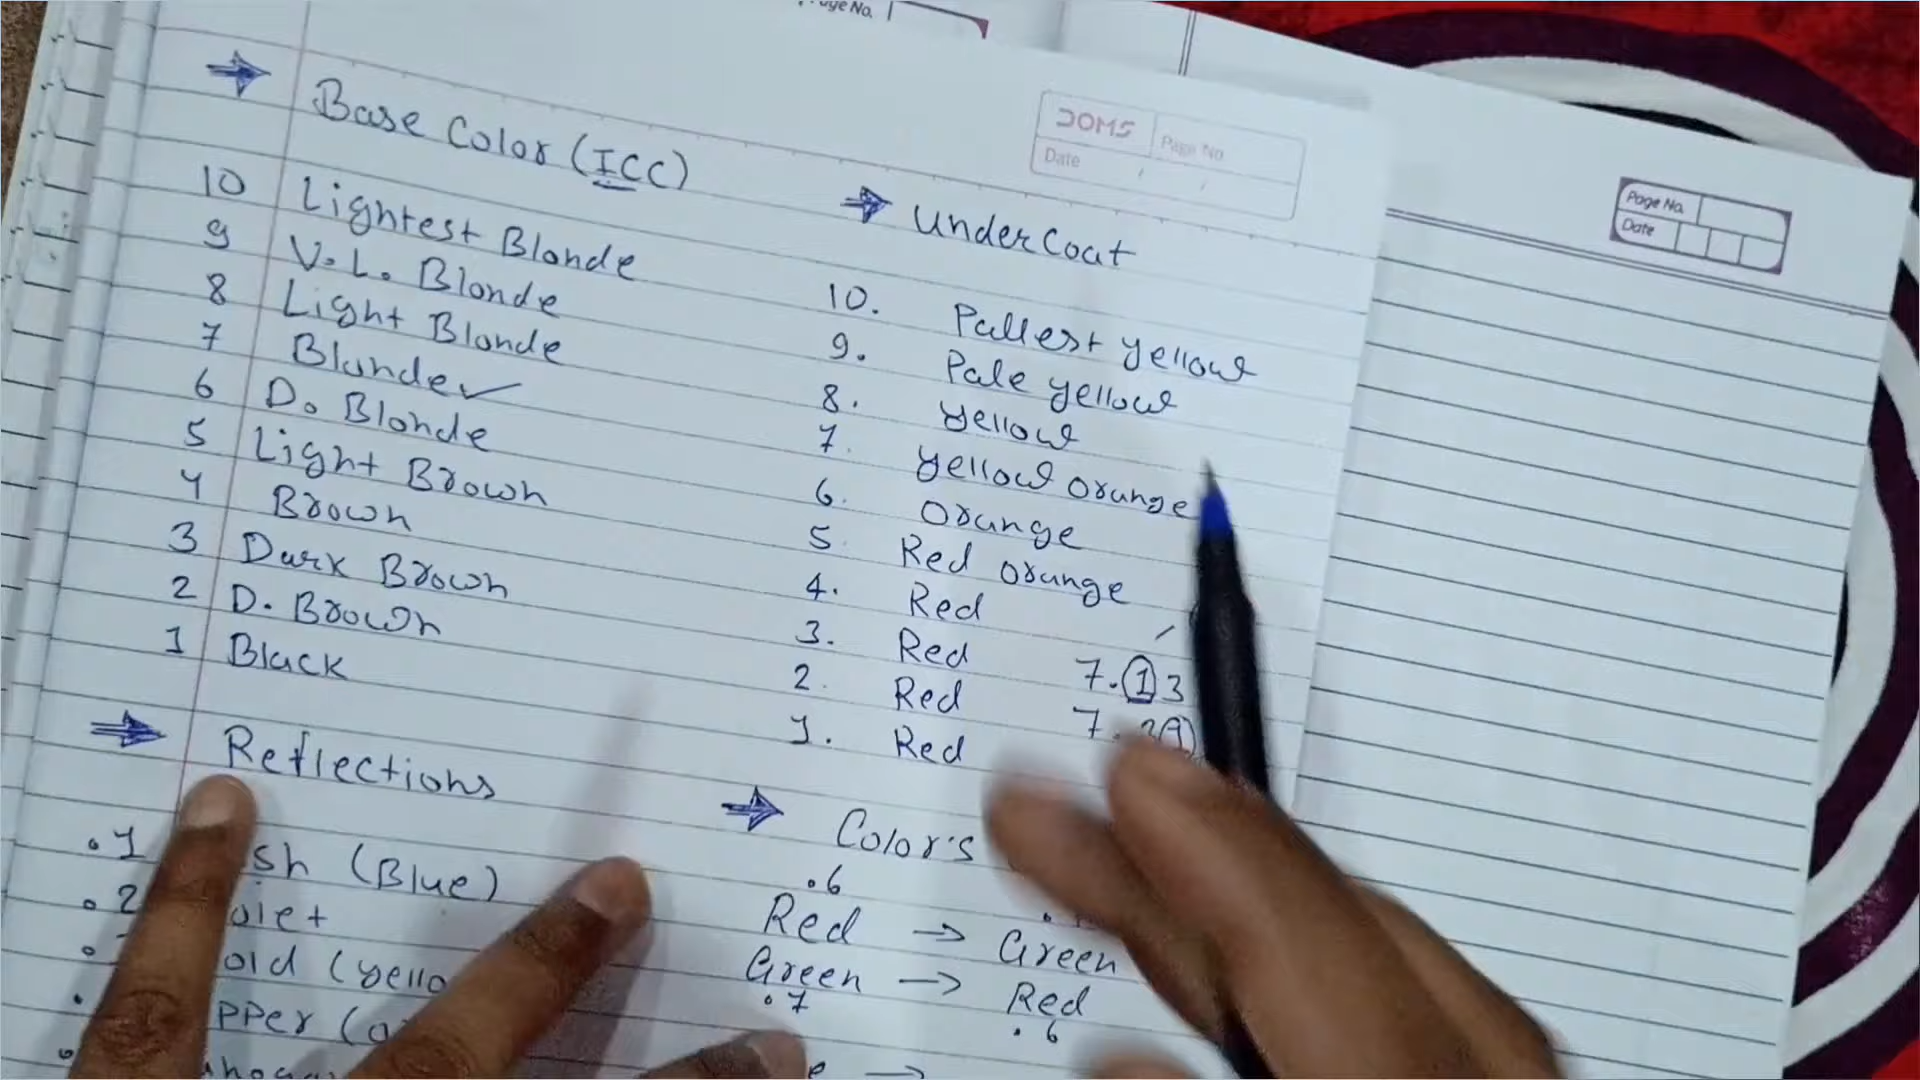 Page No.
DOMS
Page No
Date / /
Page No.
Date
Base Color (ICC)
10 Lightest Blonde
9 V. L. Blonde
8 Light Blonde
7 Blonde ✓
6 D. Blonde
5 Light Brown
4 Brown
3 Dark Brown
2 D. Brown
1 Black
Under Coat
10. Pallest yellow
9. Pale yellow
8. yellow
7. yellow orange
6. Orange
5. Red orange
4. Red
3. Red
2. Red
1. Red
7.13
Reflections
.1 sh (Blue)
.2
old (yello
pper
Color's
.6
Red → Green
Green → Red
.7 .6